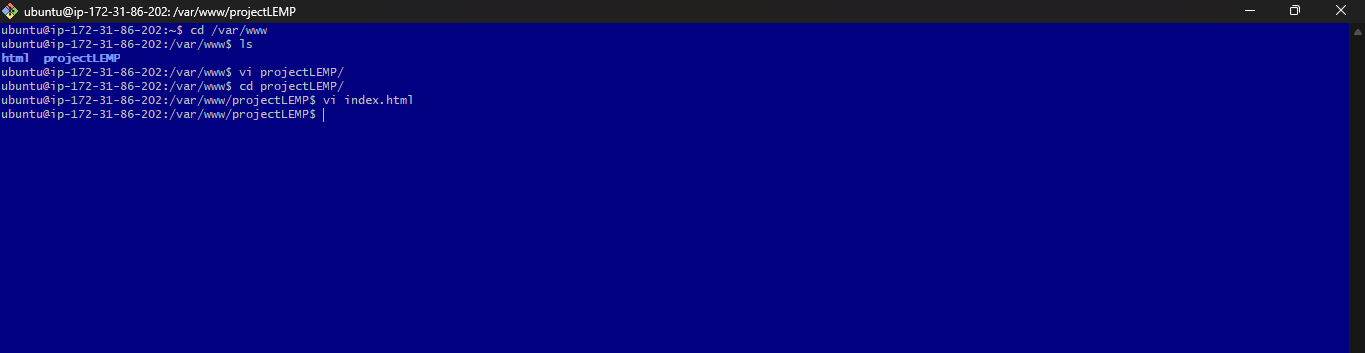 ubuntu@ip-172-31-86-202: /var/www/projectLEMP
ubuntu@ip-172-31-86-202:~$ cd /var/www
ubuntu@ip-172-31-86-202:/var/www$ ls
html  projectLEMP
ubuntu@ip-172-31-86-202:/var/www$ vi projectLEMP/
ubuntu@ip-172-31-86-202:/var/www$ cd projectLEMP/
ubuntu@ip-172-31-86-202:/var/www/projectLEMP$ vi index.html
ubuntu@ip-172-31-86-202:/var/www/projectLEMP$